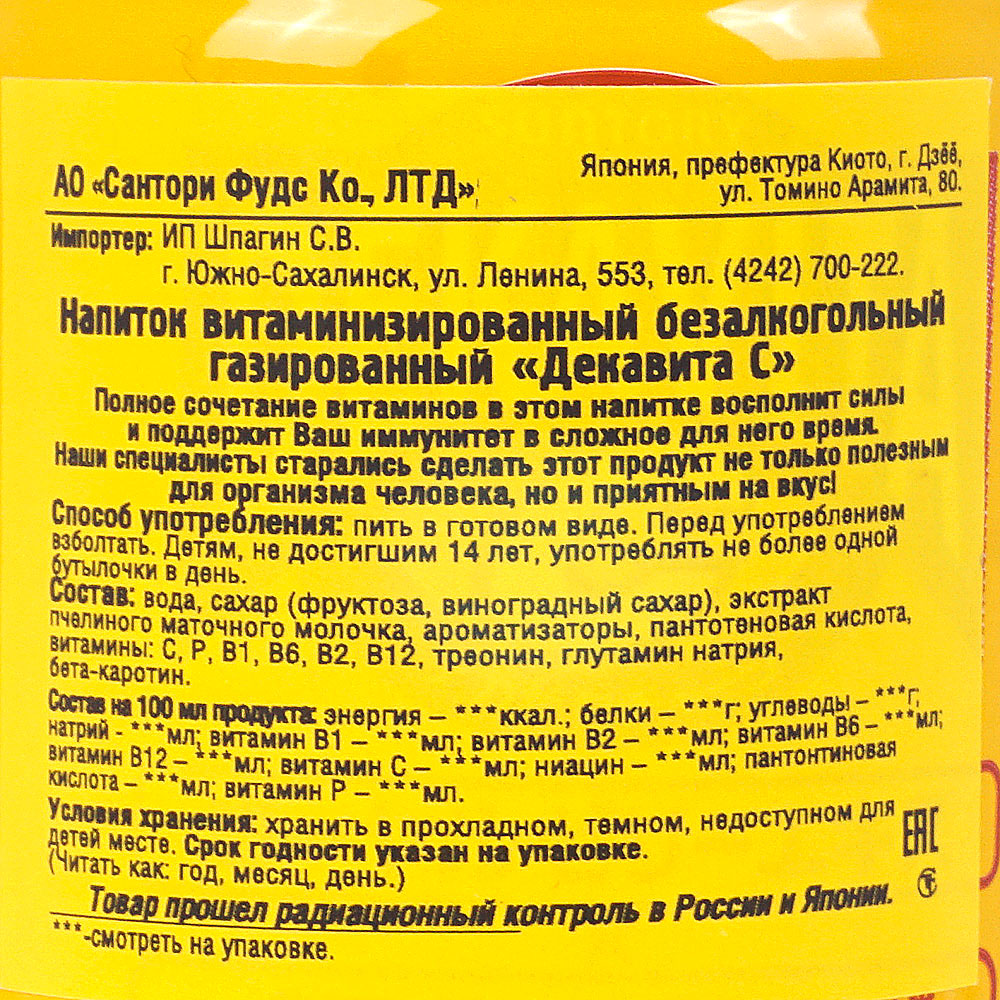 АО «Сантори Фудс Ко., ЛТД»
Япония, префектура Киото, г. Дзёё,
ул. Томино Арамита, 80.
Импортер: ИП Шпагин С.В.
г. Южно-Сахалинск, ул. Ленина, 553, тел. (4242) 700-222.
Напиток витаминизированный безалкогольный
газированный «Декавита С»
Полное сочетание витаминов в этом напитке восполнит силы
и поддержит Ваш иммунитет в сложное для него время.
Наши специалисты старались сделать этот продукт не только полезным
для организма человека, но и приятным на вкус!
Способ употребления: пить в готовом виде. Перед употреблением
взболтать. Детям, не достигшим 14 лет, употреблять не более одной
бутылочки в день.
Состав: вода, сахар (фруктоза, виноградный сахар), экстракт
пчелиного маточного молочка, ароматизаторы, пантотеновая кислота,
витамины: С, Р, В1, В6, В2, В12, треонин, глутамин натрия,
бета-каротин.
Состав на 100 мл продукта: энергия – ***ккал.; белки – ***г; углеводы – ***г;
натрий - ***мл; витамин В1 – ***мл; витамин В2 – ***мл; витамин В6 – ***мл;
витамин В12 – ***мл; витамин С – ***мл; ниацин – ***мл; пантонтиновая
кислота – ***мл; витамин Р – ***мл.
Условия хранения: хранить в прохладном, темном, недоступном для
детей месте. Срок годности указан на упаковке.
(Читать как: год, месяц, день.)
ЕАС
Товар прошел радиационный контроль в России и Японии.
***-смотреть на упаковке.